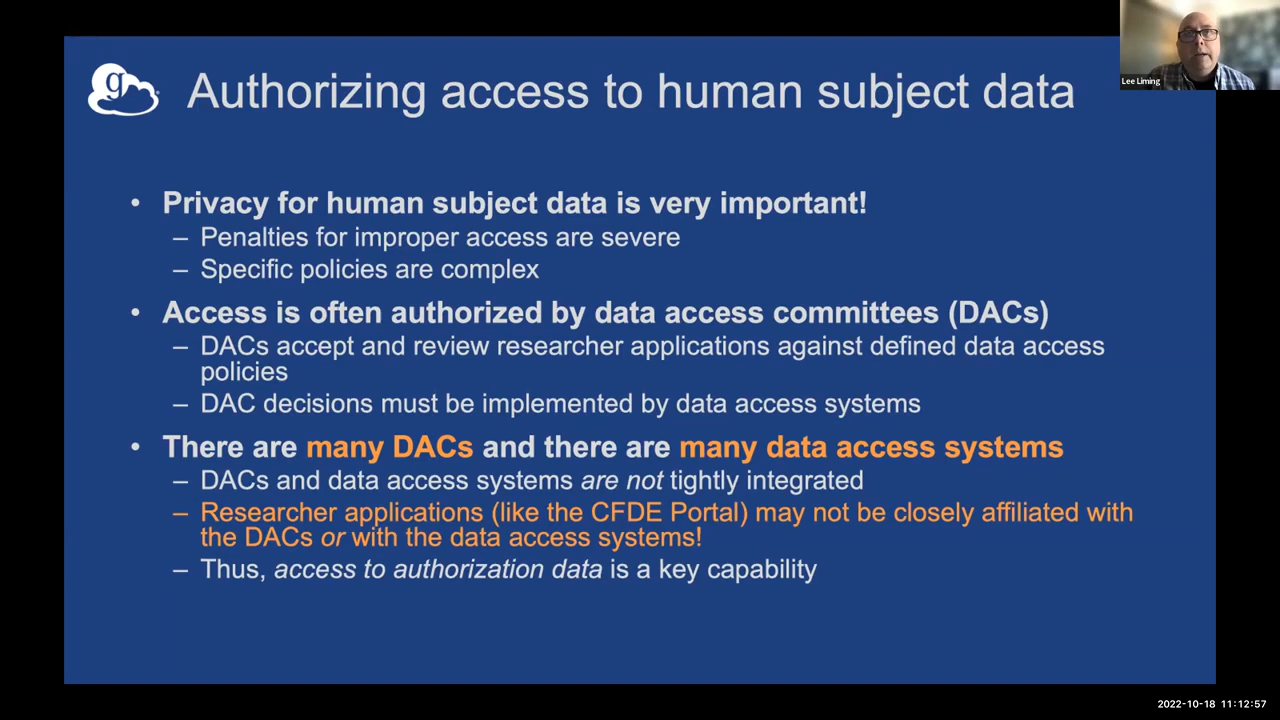 Lee Liming
g
Authorizing access to human subject data
• Privacy for human subject data is very important!
– Penalties for improper access are severe
– Specific policies are complex
• Access is often authorized by data access committees (DACs)
– DACs accept and review researcher applications against defined data access
policies
– DAC decisions must be implemented by data access systems
• There are many DACs and there are many data access systems
– DACs and data access systems are not tightly integrated
– Researcher applications (like the CFDE Portal) may not be closely affiliated with
the DACs or with the data access systems!
– Thus, access to authorization data is a key capability
2022-10-18 11:12:57